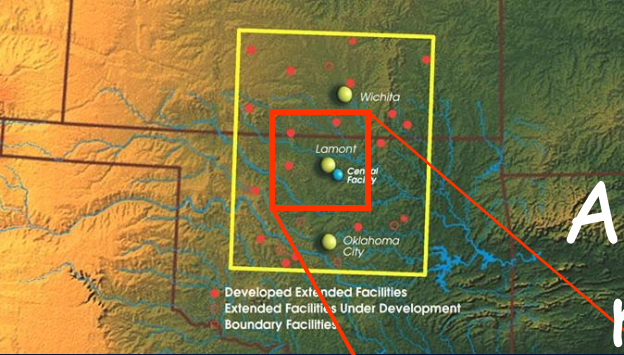 Wichita
Lamont
Central
Facility
Oklahoma
City
Developed Extended Facilities
Extended Facilities Under Development
Boundary Facilities
A